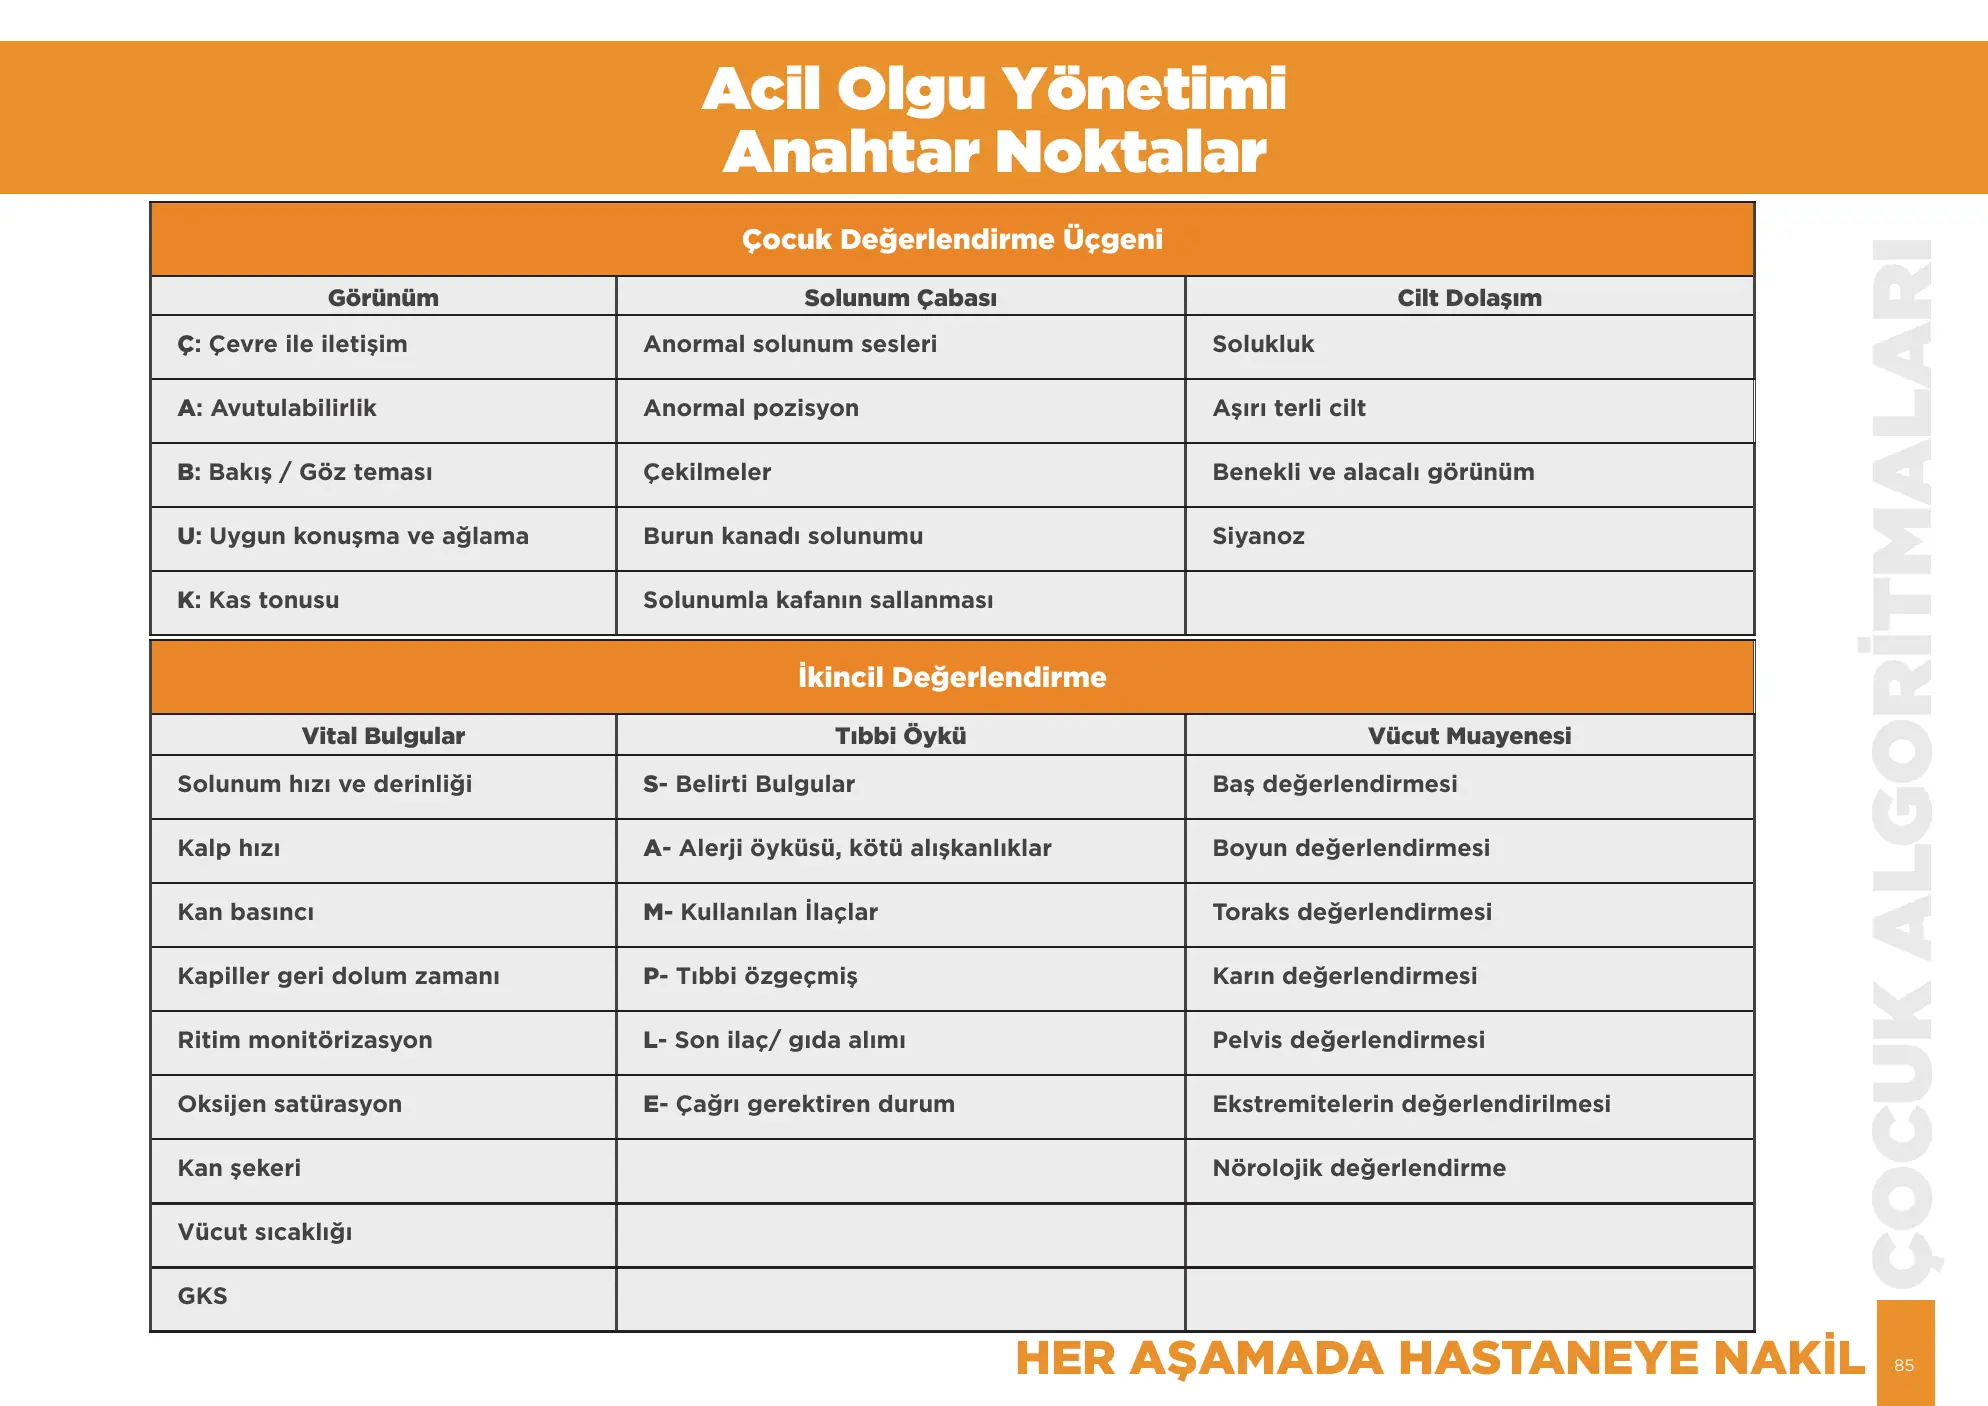 Acil Olgu Yönetimi
Anahtar Noktalar
Çocuk Değerlendirme Üçgeni
Görünüm Solunum Çabası Cilt Dolaşım
Ç: Çevre ile iletişim Anormal solunum sesleri Solukluk
A: Avutulabilirlik Anormal pozisyon Aşırı terli cilt
B: Bakış / Göz teması Çekilmeler Benekli ve alacalı görünüm
U: Uygun konuşma ve ağlama Burun kanadı solunumu Siyanoz
K: Kas tonusu Solunumla kafanın sallanması
İkincil Değerlendirme
Vital Bulgular Tıbbi Öykü Vücut Muayenesi
Solunum hızı ve derinliği S- Belirti Bulgular Baş değerlendirmesi
Kalp hızı A- Alerji öyküsü, kötü alışkanlıklar Boyun değerlendirmesi
Kan basıncı M- Kullanılan İlaçlar Toraks değerlendirmesi
Kapiller geri dolum zamanı P- Tıbbi özgeçmiş Karın değerlendirmesi
Ritim monitörizasyon L- Son ilaç/ gıda alımı Pelvis değerlendirmesi
Oksijen satürasyon E- Çağrı gerektiren durum Ekstremitelerin değerlendirilmesi
Kan şekeri Nörolojik değerlendirme
Vücut sıcaklığı
GKS
HER AŞAMADA HASTANEYE NAKİL
85
ÇOCUK ALGORİTMALARI